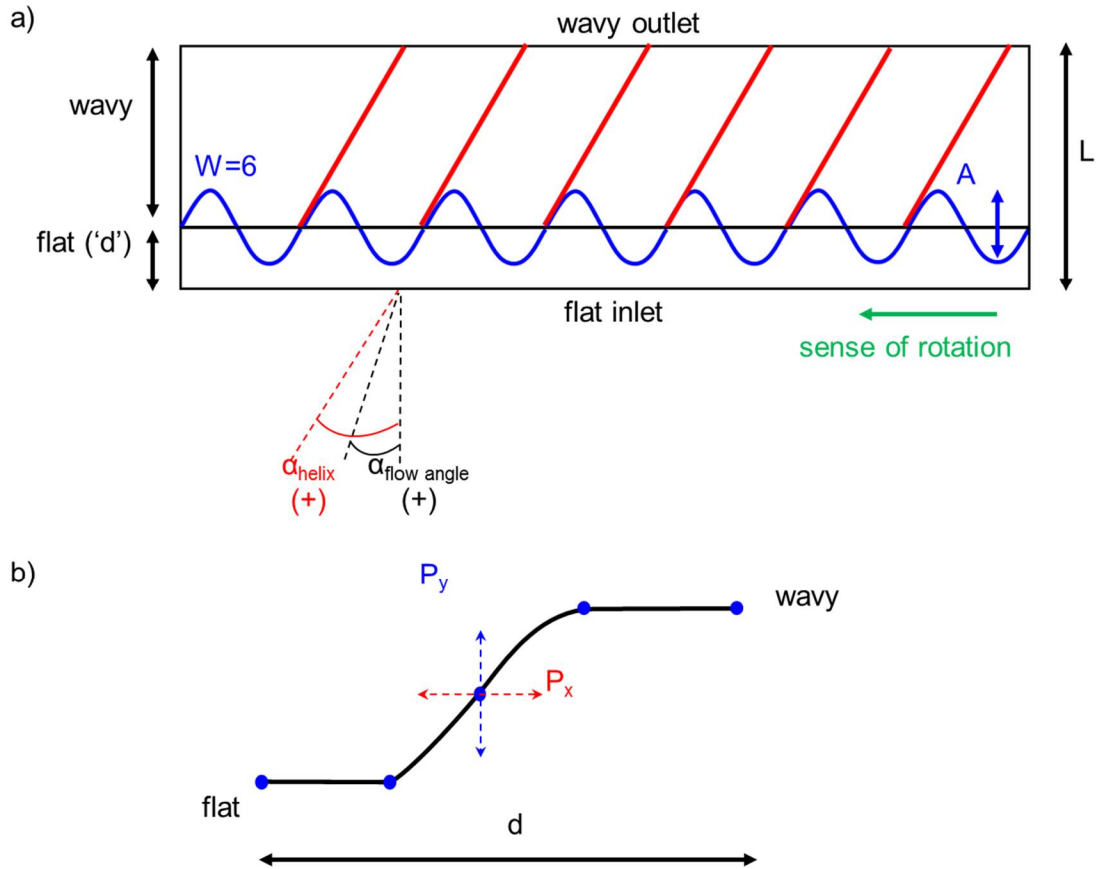 a)
wavy outlet
wavy
W=6
A
L
flat ('d')
flat inlet
sense of rotation
αhelix
(+)
αflow angle
(+)
b)
Py
wavy
Px
flat
d